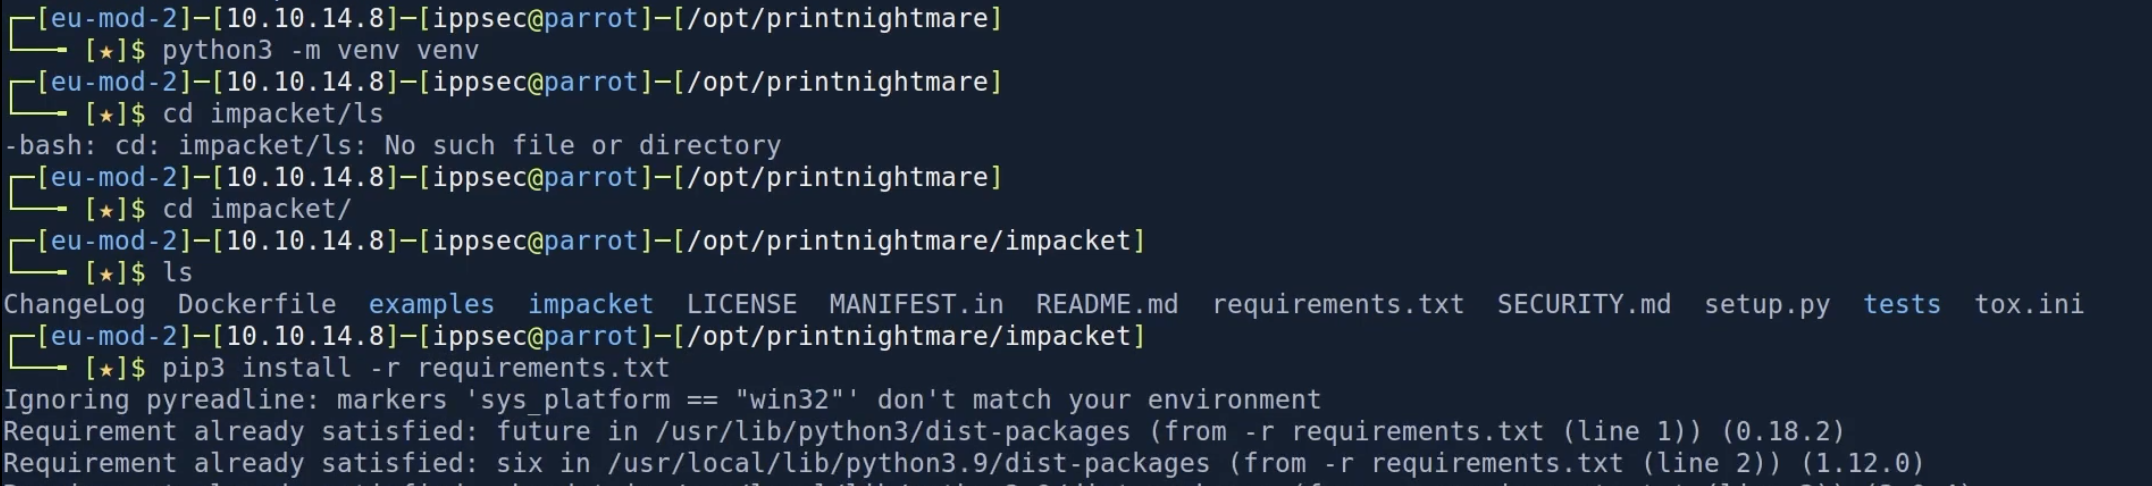 ┌─[eu-mod-2]─[10.10.14.8]─[ippsec@parrot]─[/opt/printnightmare]
└──╼ [★]$ python3 -m venv venv
┌─[eu-mod-2]─[10.10.14.8]─[ippsec@parrot]─[/opt/printnightmare]
└──╼ [★]$ cd impacket/ls
-bash: cd: impacket/ls: No such file or directory
┌─[eu-mod-2]─[10.10.14.8]─[ippsec@parrot]─[/opt/printnightmare]
└──╼ [★]$ cd impacket/
┌─[eu-mod-2]─[10.10.14.8]─[ippsec@parrot]─[/opt/printnightmare/impacket]
└──╼ [★]$ ls
ChangeLog  Dockerfile  examples  impacket  LICENSE  MANIFEST.in  README.md  requirements.txt  SECURITY.md  setup.py  tests  tox.ini
┌─[eu-mod-2]─[10.10.14.8]─[ippsec@parrot]─[/opt/printnightmare/impacket]
└──╼ [★]$ pip3 install -r requirements.txt
Ignoring pyreadline: markers 'sys_platform == "win32"' don't match your environment
Requirement already satisfied: future in /usr/lib/python3/dist-packages (from -r requirements.txt (line 1)) (0.18.2)
Requirement already satisfied: six in /usr/local/lib/python3.9/dist-packages (from -r requirements.txt (line 2)) (1.12.0)